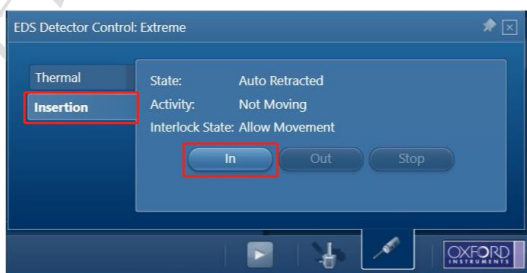 EDS Detector Control: Extreme
Thermal
Insertion
State: Auto Retracted
Activity: Not Moving
Interlock State: Allow Movement
In Out Stop
OXFORD
INSTRUMENTS